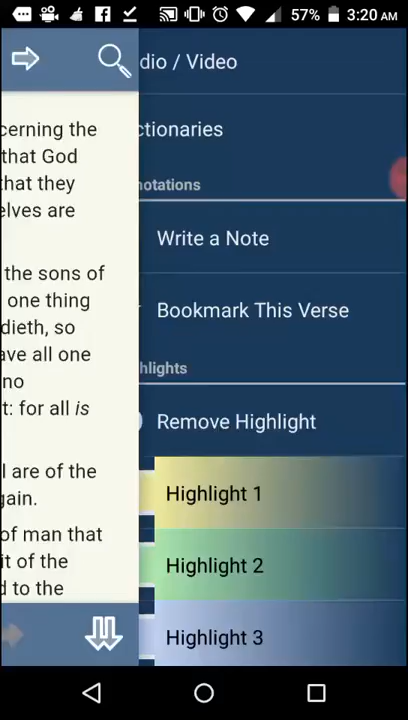 57% 3:20 AM
dio / Video
ctionaries
notations
Write a Note
Bookmark This Verse
hlights
Remove Highlight
Highlight 1
Highlight 2
Highlight 3
cerning the
that God
that they
elves are
the sons of
one thing
dieth, so
ave all one
no
t: for all is
l are of the
gain.
of man that
it of the
d to the